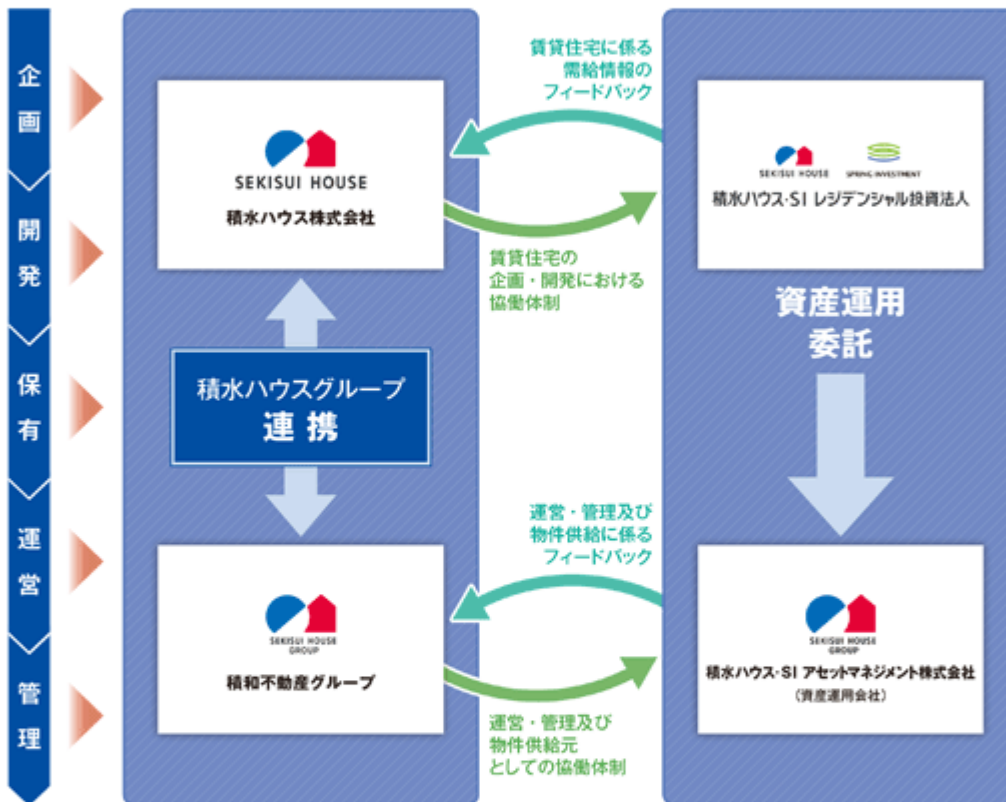 企画
開発
保有
運営
管理
SEKISUI HOUSE
積水ハウス株式会社
積水ハウスグループ
連携
SEKISUI HOUSE
GROUP
積和不動産グループ
賃貸住宅に係る
需給情報の
フィードバック
賃貸住宅の
企画・開発における
協働体制
運営・管理及び
物件供給に係る
フィードバック
運営・管理及び
物件供給元
としての協働体制
SEKISUI HOUSE
SPRING INVESTMENT
積水ハウス・SI レジデンシャル投資法人
資産運用
委託
SEKISUI HOUSE
GROUP
積水ハウス・SI アセットマネジメント株式会社
(資産運用会社)